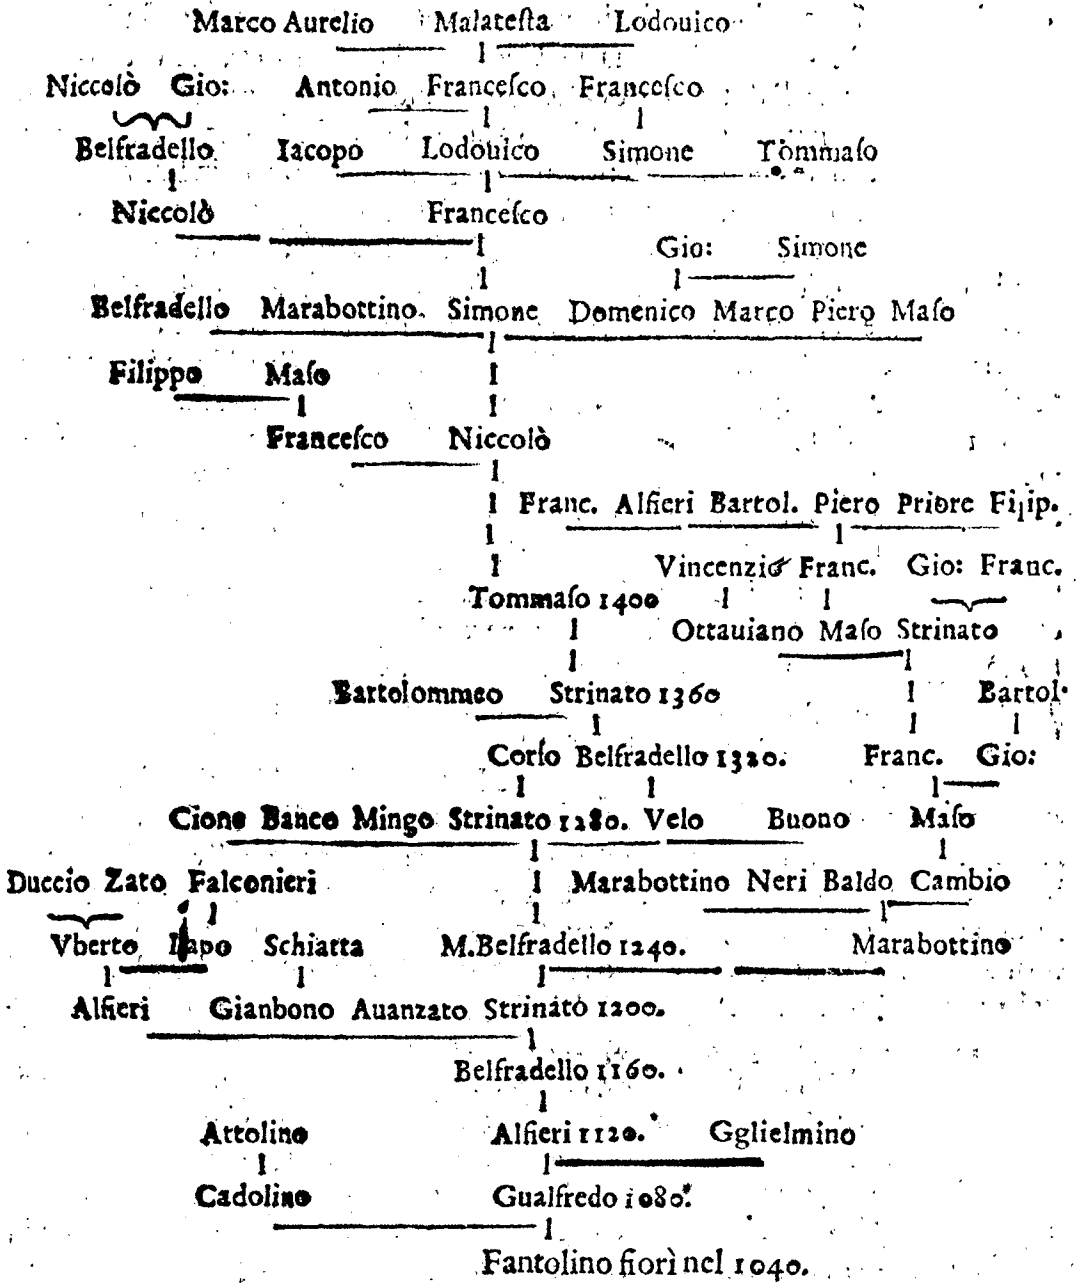 Marco Aurelio Malateſta Lodouico
Niccolò Gio: Antonio Franceſco Franceſco
Belfradello Iacopo Lodouico Simone Tommaſo
Niccolò Franceſco
Gio: Simone
Belfradello Marabottino. Simone Domenico Marco Piero Maſo
Filippo Maſo
Franceſco Niccolò
Franc. Alfieri Bartol. Piero Priore Filip.
Vincenzio Franc. Gio: Franc.
Tommaſo 1400
Ottauiano Maſo Strinato
Bartolommeo Strinato 1360 Bartol.
Corſo Belfradello 1320. Franc. Gio:
Cione Banco Mingo Strinato 1280. Velo Buono Maſo
Duccio Zato Falconieri Marabottino Neri Baldo Cambio
Vberto Lapo Schiatta M.Belfradello 1240. Marabottino
Alfieri Gianbono Auanzato Strinato 1200.
Belfradello 1160.
Attolino Alfieri 1120. Gglielmino
Cadolino Gualfredo 1080.
Fantolino fiorì nel 1040.